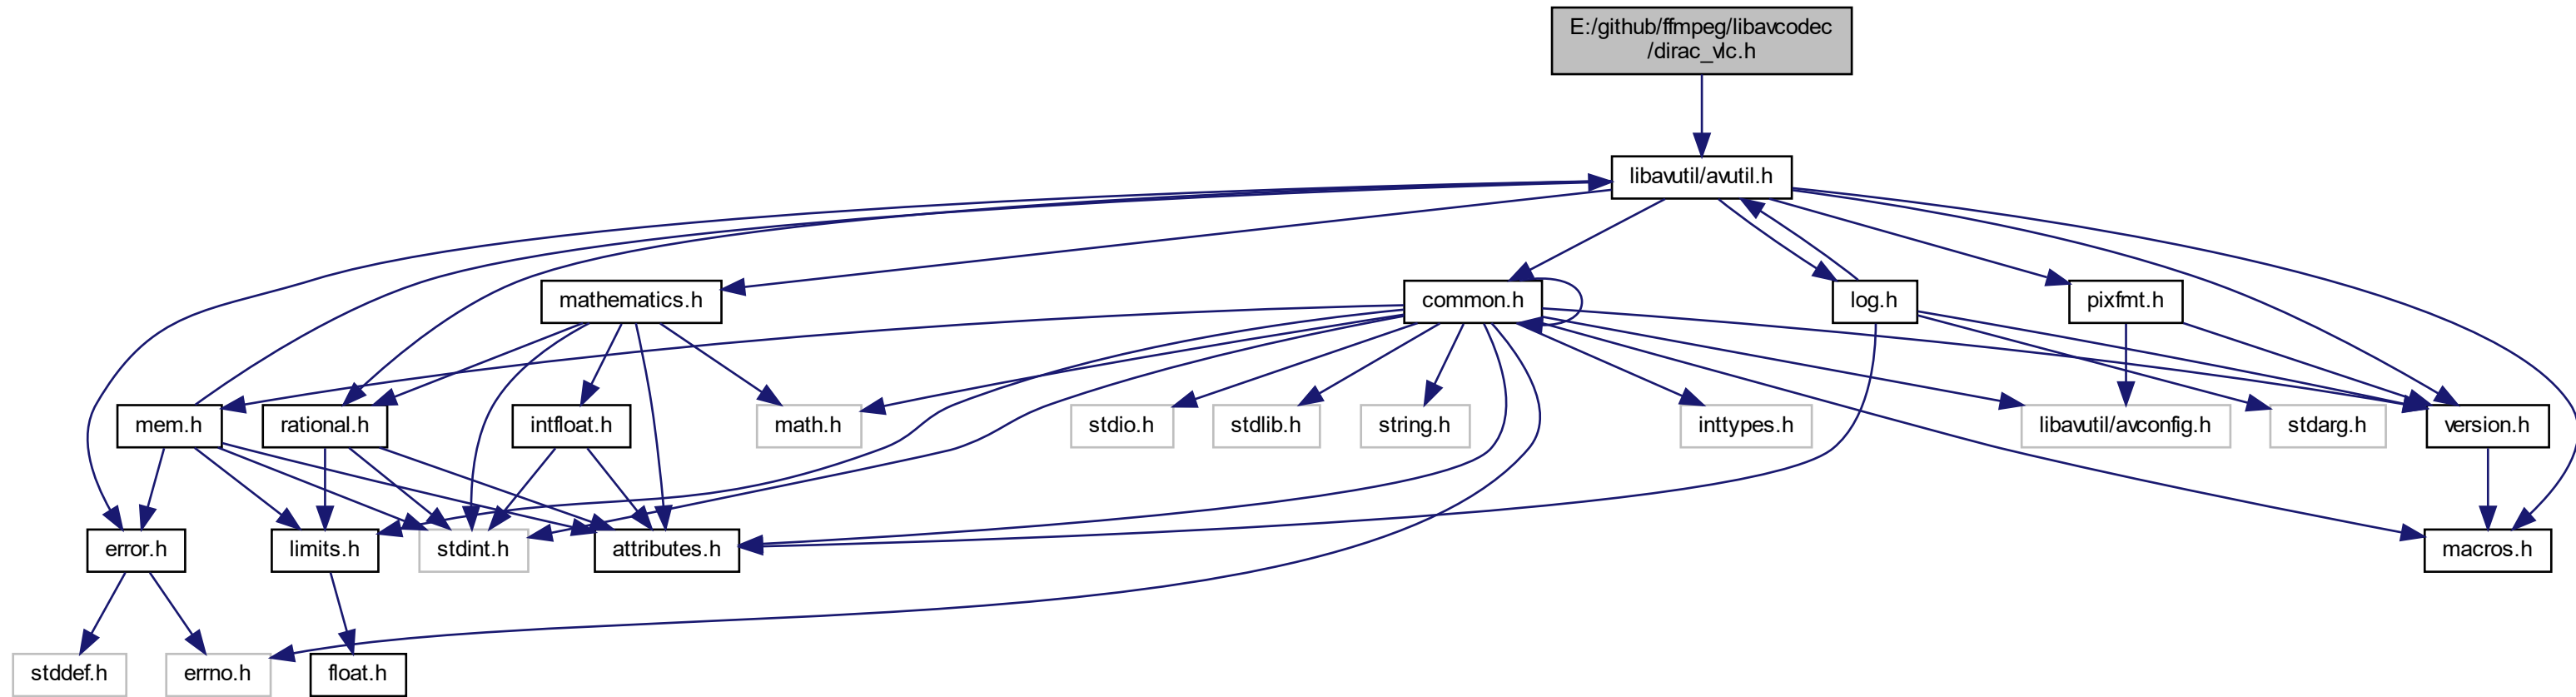 E:/github/ffmpeg/libavcodec
/dirac_vlc.h
libavutil/avutil.h
mathematics.h
common.h
log.h
pixfmt.h
mem.h
rational.h
intfloat.h
math.h
stdio.h
stdlib.h
string.h
inttypes.h
libavutil/avconfig.h
stdarg.h
version.h
error.h
limits.h
stdint.h
attributes.h
macros.h
stddef.h
errno.h
float.h